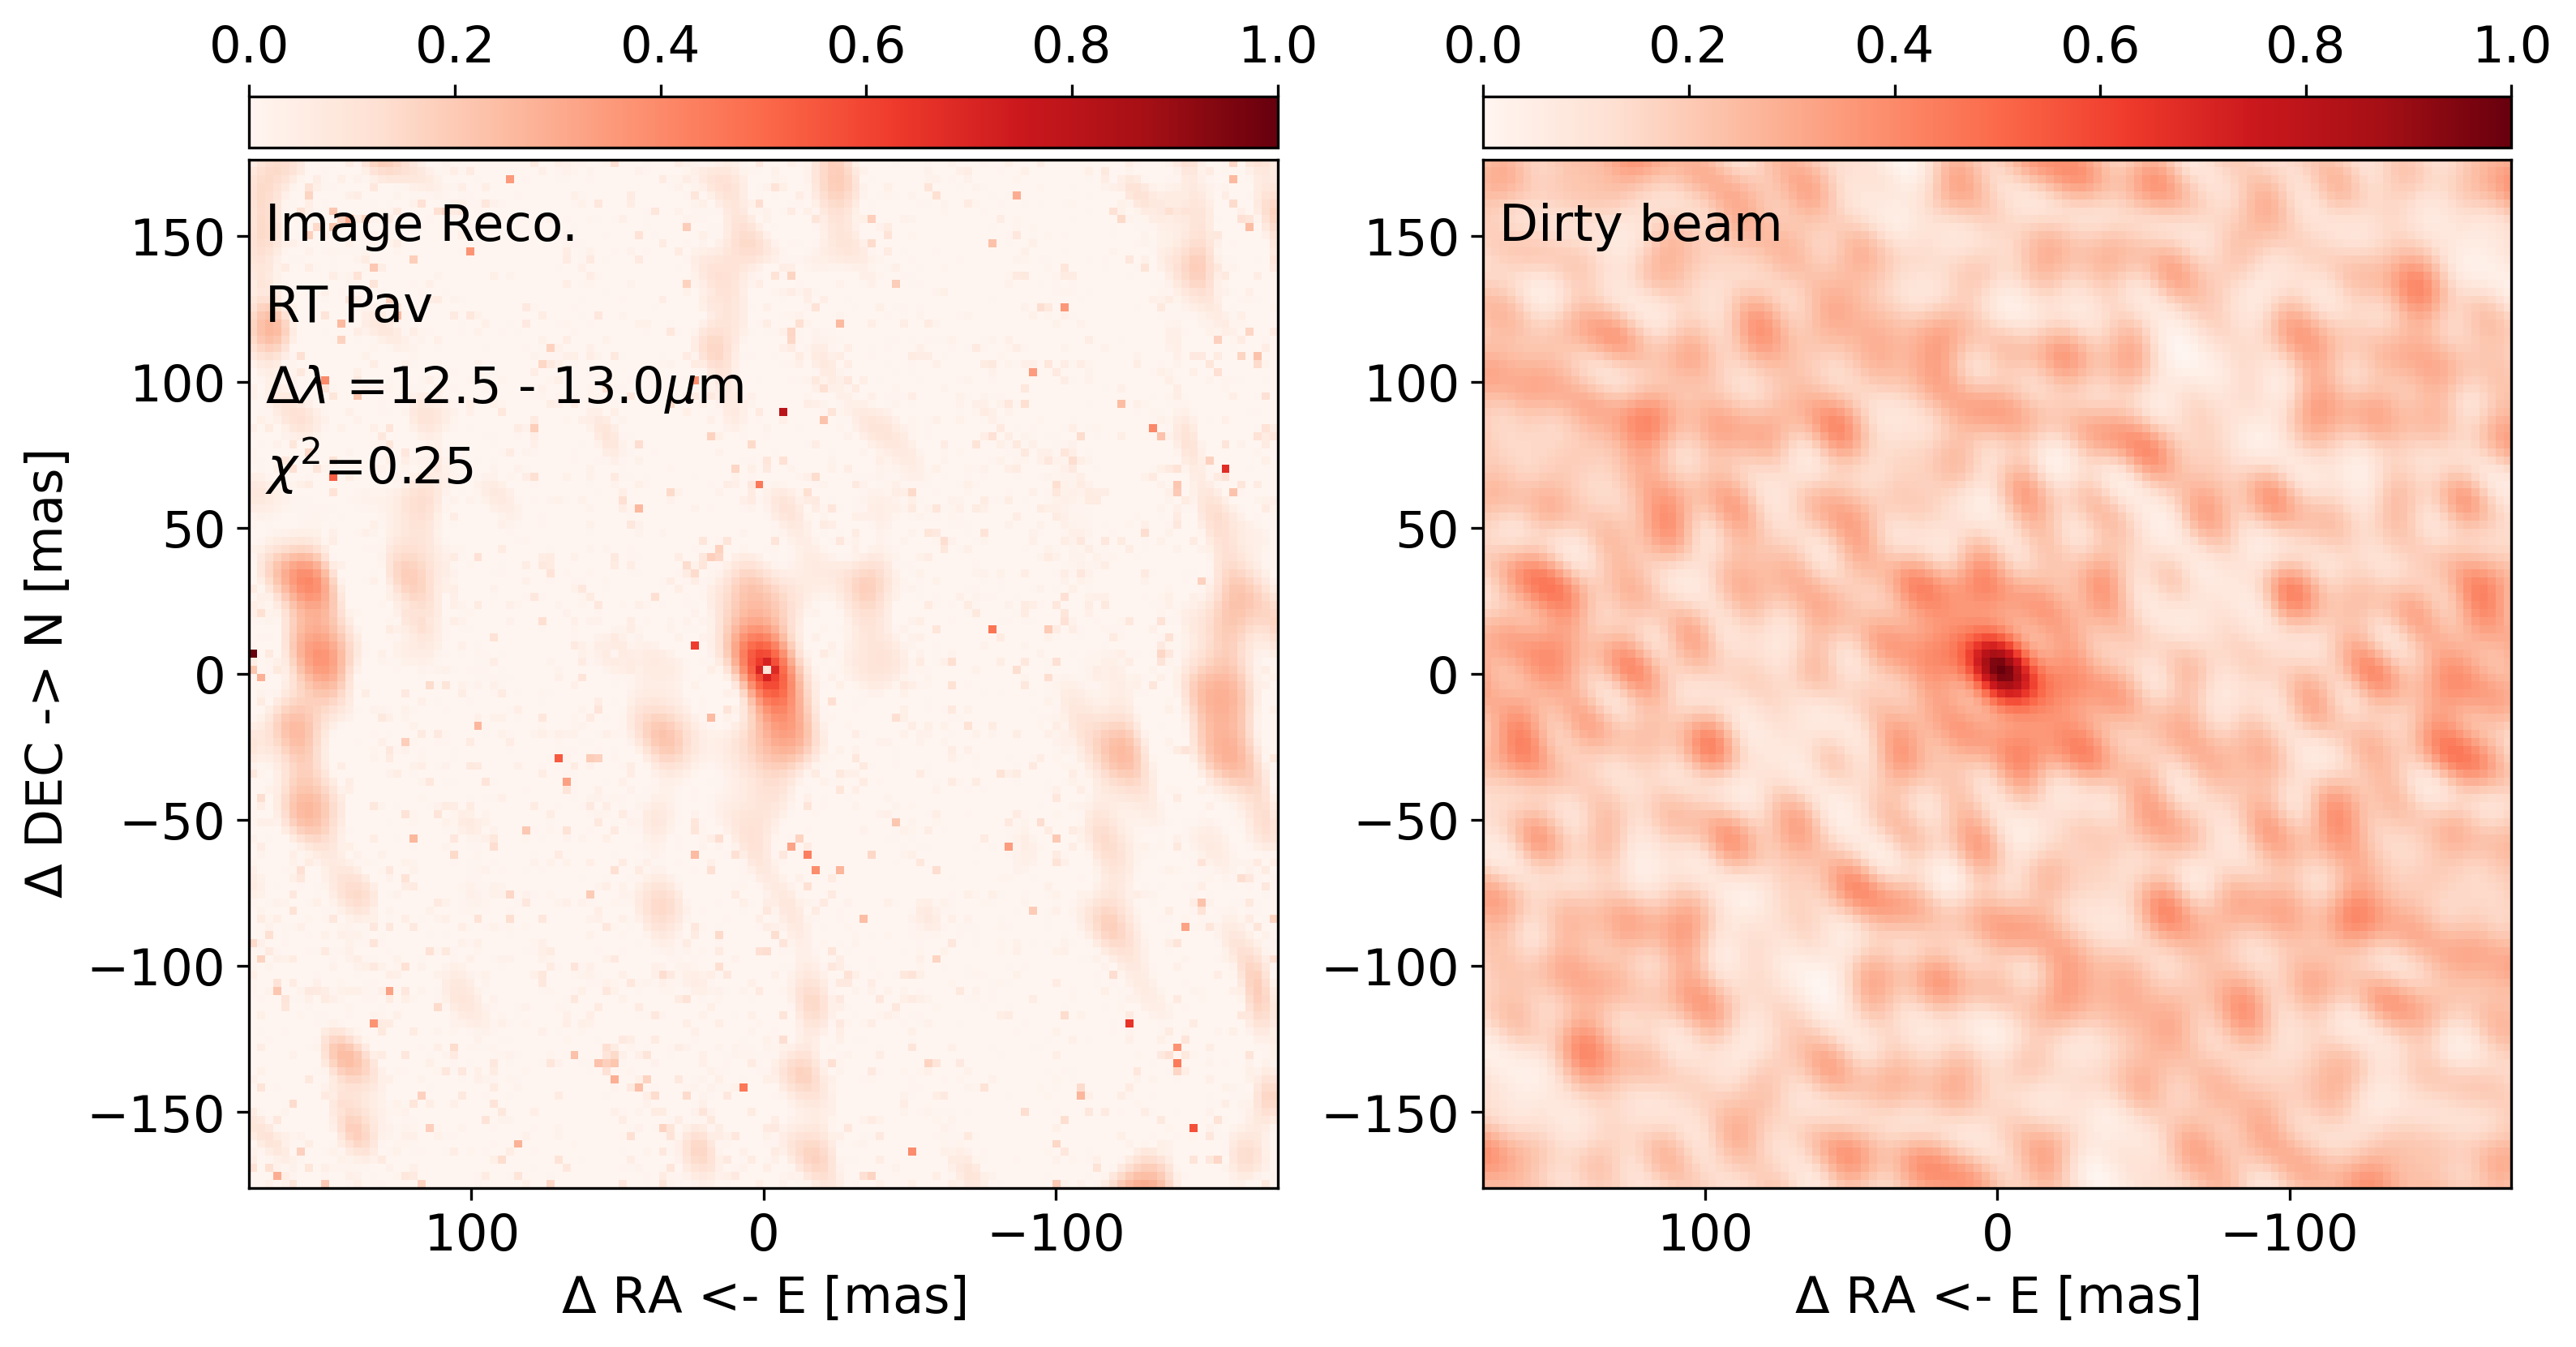 0.0 0.2 0.4 0.6 0.8 1.0
0.0 0.2 0.4 0.6 0.8 1.0
Image Reco.
RT Pav
Δλ =12.5 - 13.0μm
χ²=0.25
Dirty beam
150
100
50
0
−50
−100
−150
150
100
50
0
−50
−100
−150
100 0 −100
100 0 −100
Δ DEC -> N [mas]
Δ RA <- E [mas]
Δ RA <- E [mas]